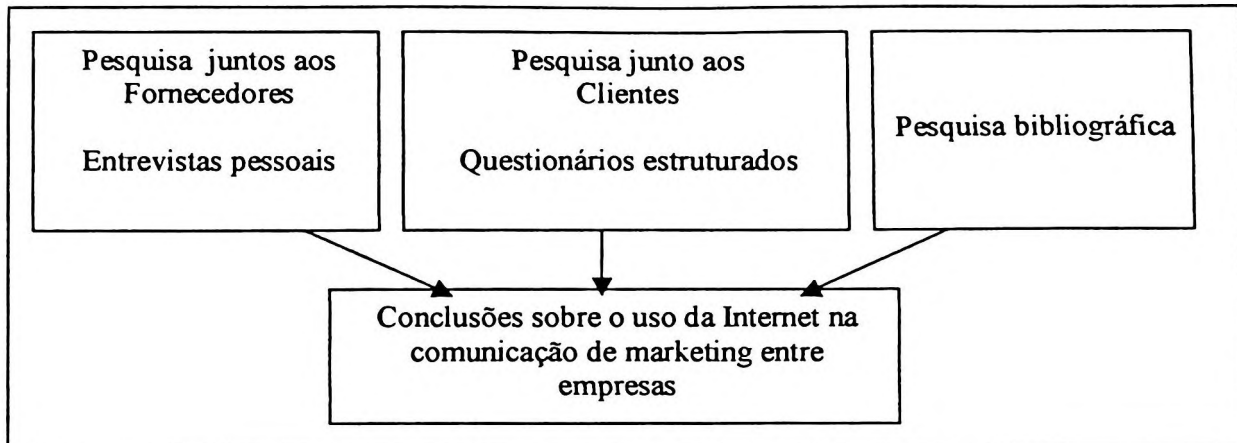 Pesquisa juntos aos
Fornecedores
Entrevistas pessoais
Pesquisa junto aos
Clientes
Questionários estruturados
Pesquisa bibliográfica
Conclusões sobre o uso da Internet na
comunicação de marketing entre
empresas